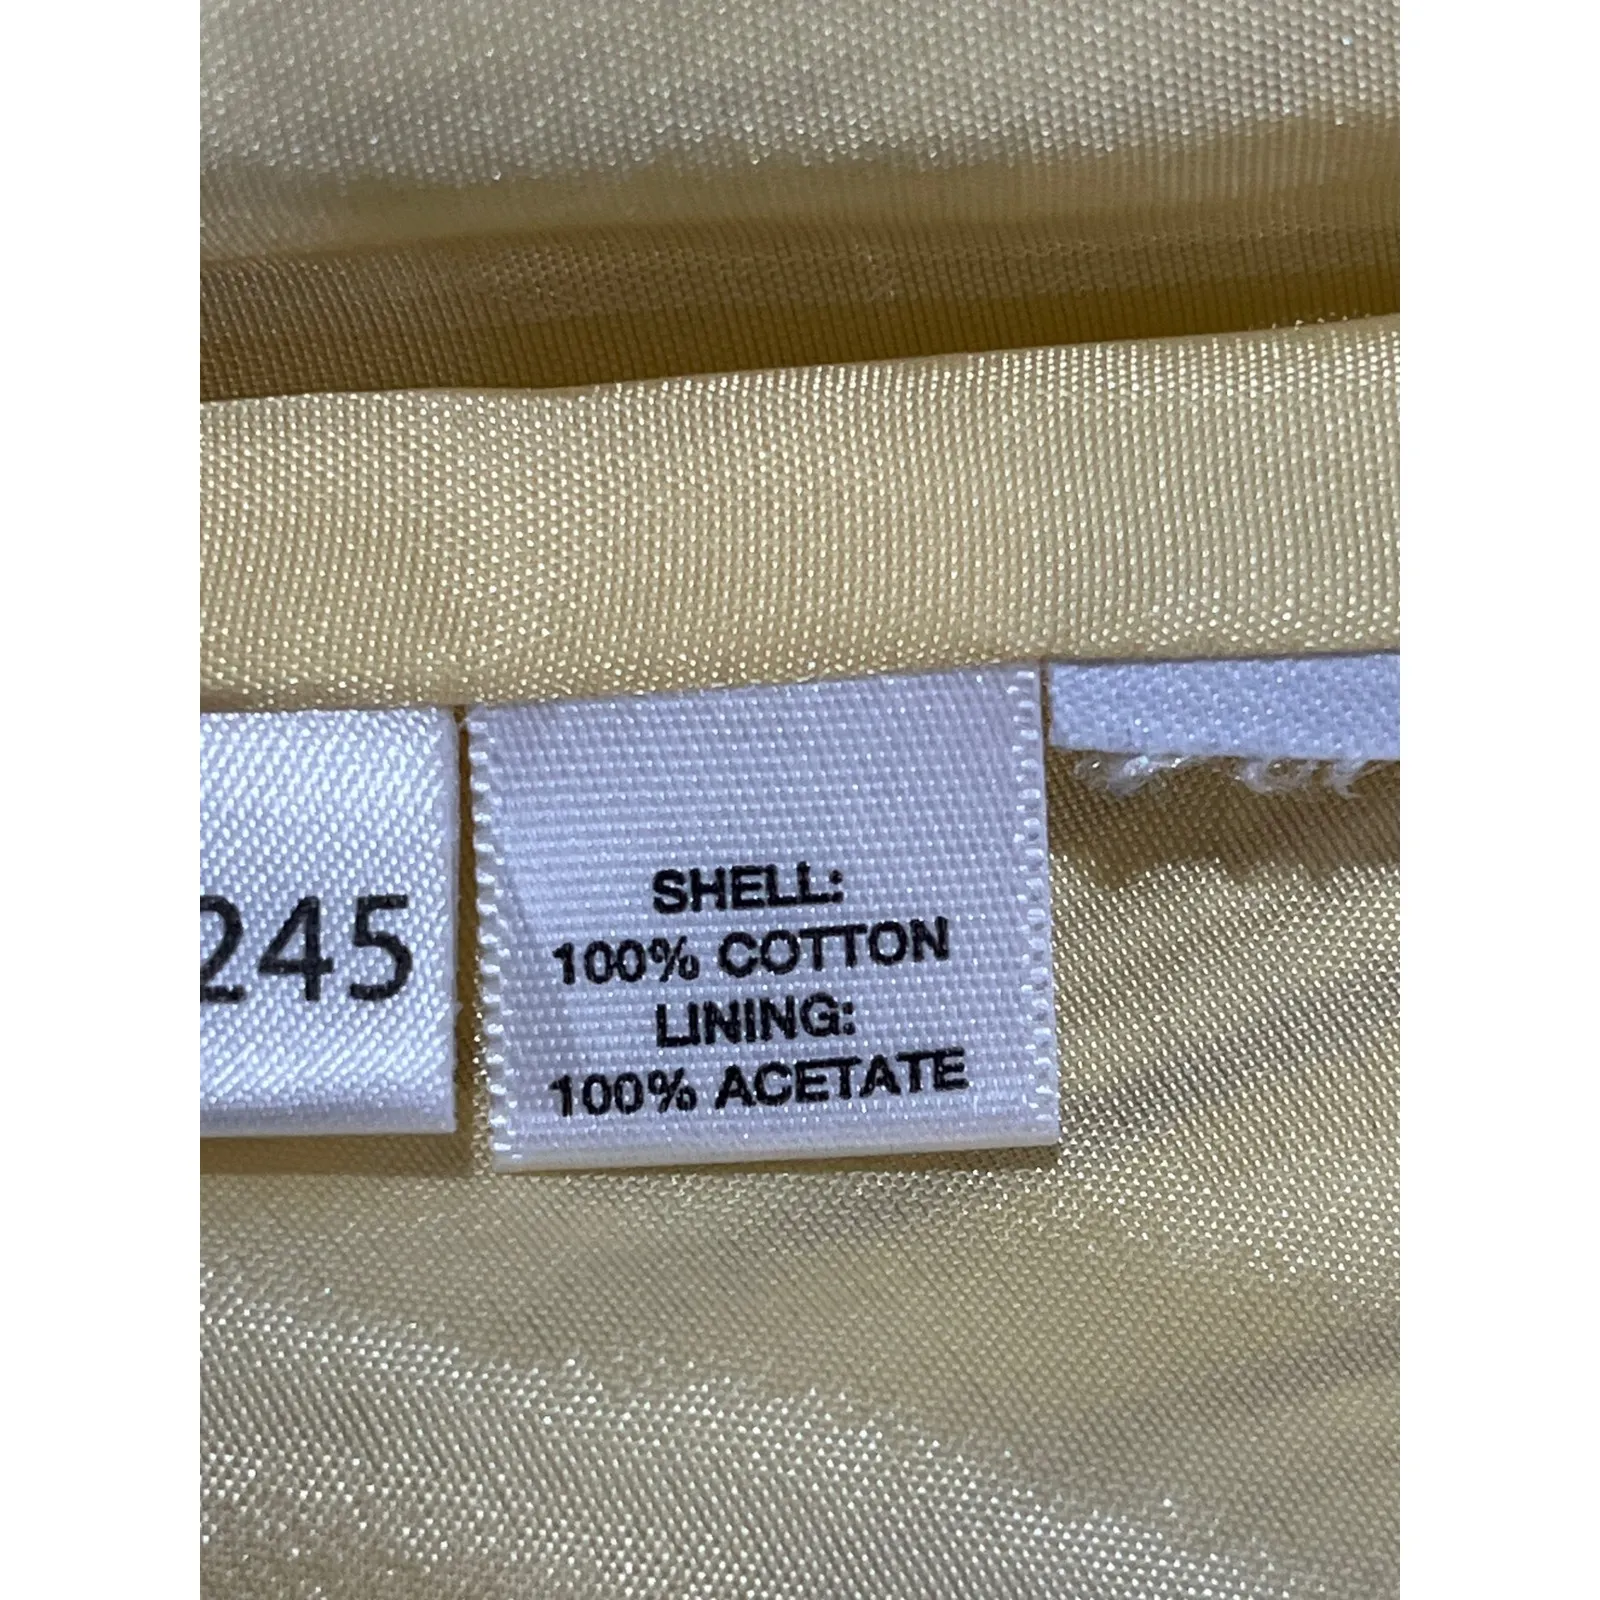 245
SHELL:
100% COTTON
LINING:
100% ACETATE